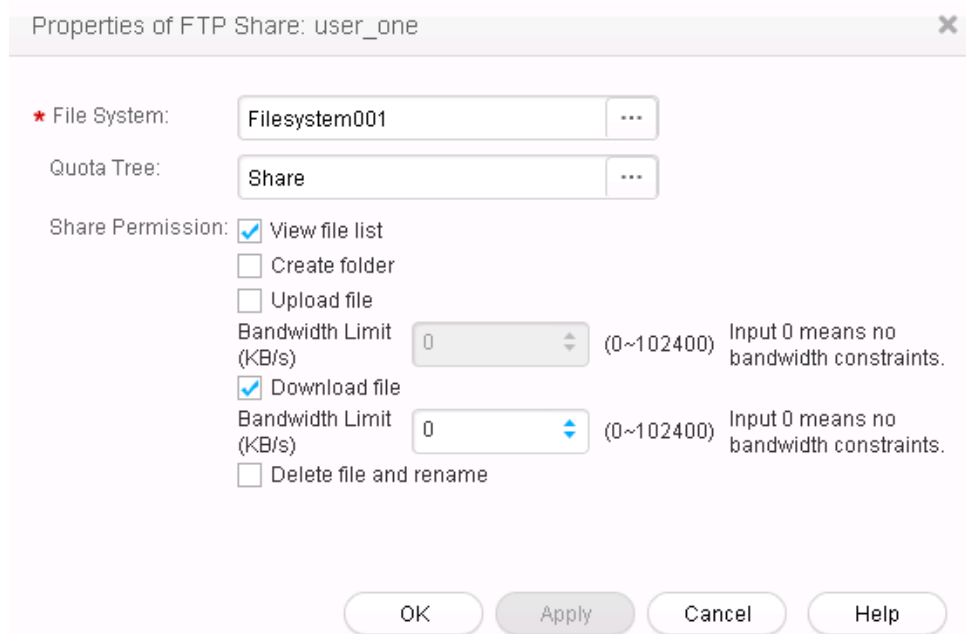 Properties of FTP Share: user_one
* File System: Filesystem001 ...
Quota Tree: Share ...
Share Permission: View file list
Create folder
Upload file
Bandwidth Limit (KB/s) 0 (0~102400) Input 0 means no bandwidth constraints.
Download file
Bandwidth Limit (KB/s) 0 (0~102400) Input 0 means no bandwidth constraints.
Delete file and rename
OK Apply Cancel Help